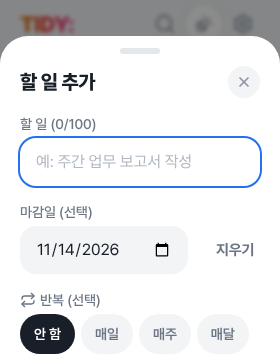 TIDY:
할 일 추가
할 일 (0/100)
예: 주간 업무 보고서 작성
마감일 (선택)
11/14/2026
지우기
반복 (선택)
안 함 매일 매주 매달